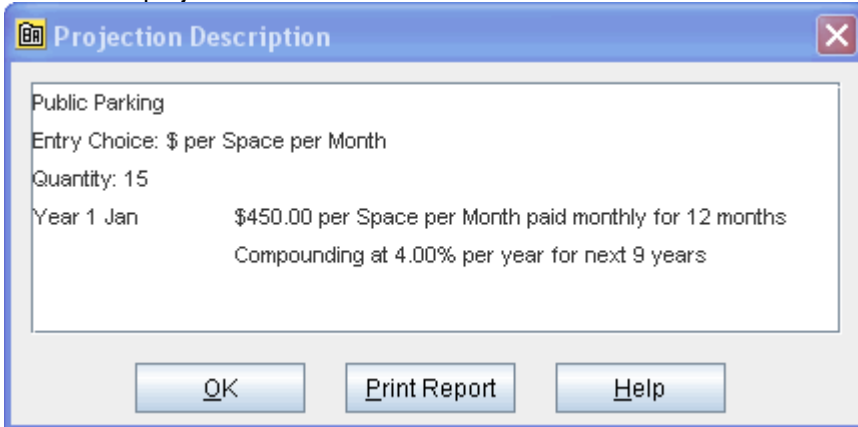 Projection Description
Public Parking
Entry Choice: $ per Space per Month
Quantity: 15
Year 1 Jan $450.00 per Space per Month paid monthly for 12 months
Compounding at 4.00% per year for next 9 years
OK Print Report Help